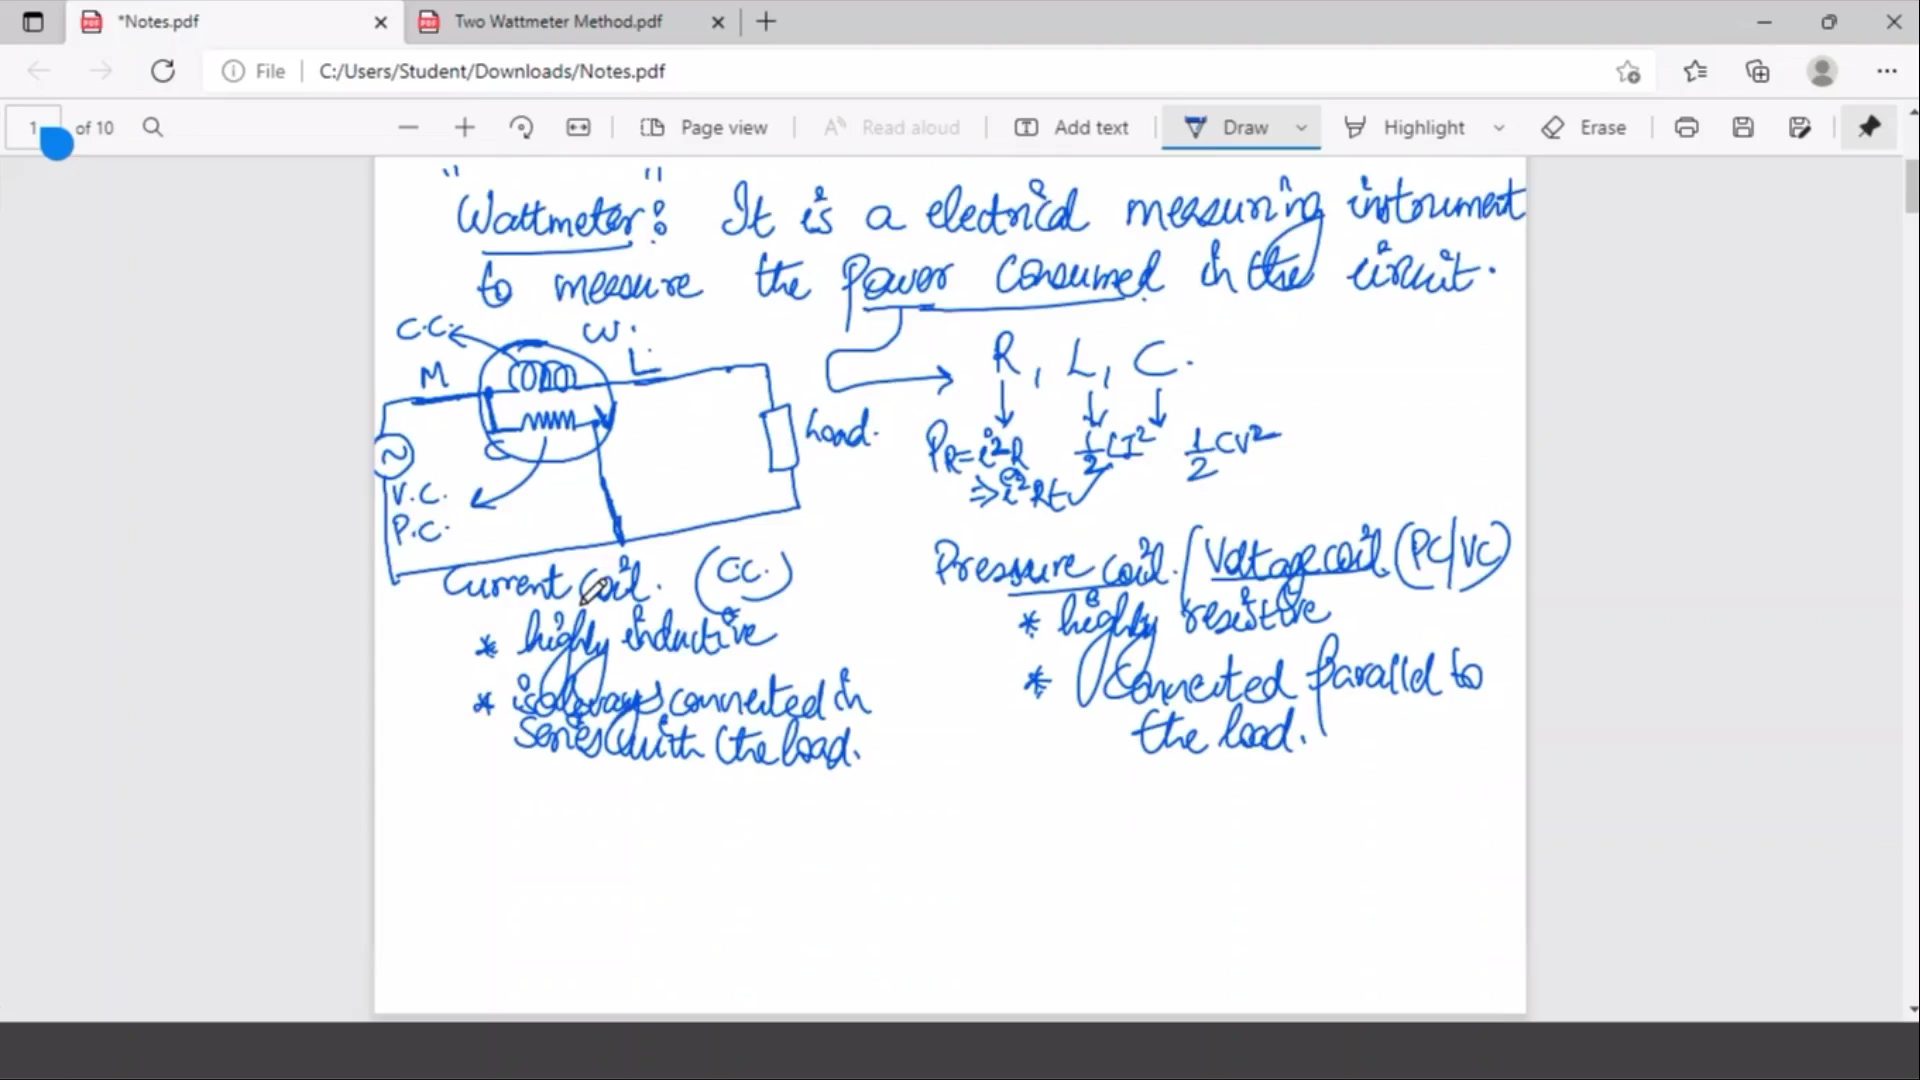 *Notes.pdf
Two Wattmeter Method.pdf
File
C:/Users/Student/Downloads/Notes.pdf
1 of 10
Page view
Read aloud
Add text
Draw
Highlight
Erase
"Wattmeter": It is a electrical measuring instrument
to measure the power consumed in the circuit.
C.C.
W.
M
L
R, L, C.
Load.
C
P_R = i²R
½LI²
½CV²
⇒ i²Rt
V.C.
P.C.
Current coil. (C.C.)
* highly inductive
* is always connected in
series with the load.
Pressure coil. / Voltage coil (PC/VC)
* highly resistive
* Connected parallel to
the load.